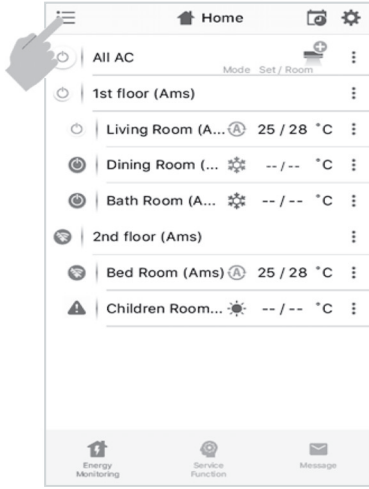 Home
All AC
Mode Set / Room
1st floor (Ams)
Living Room (A... A 25 / 28 °C
Dining Room (... -- / -- °C
Bath Room (A... -- / -- °C
2nd floor (Ams)
Bed Room (Ams) A 25 / 28 °C
Children Room... -- / -- °C
Energy Monitoring
Service Function
Message